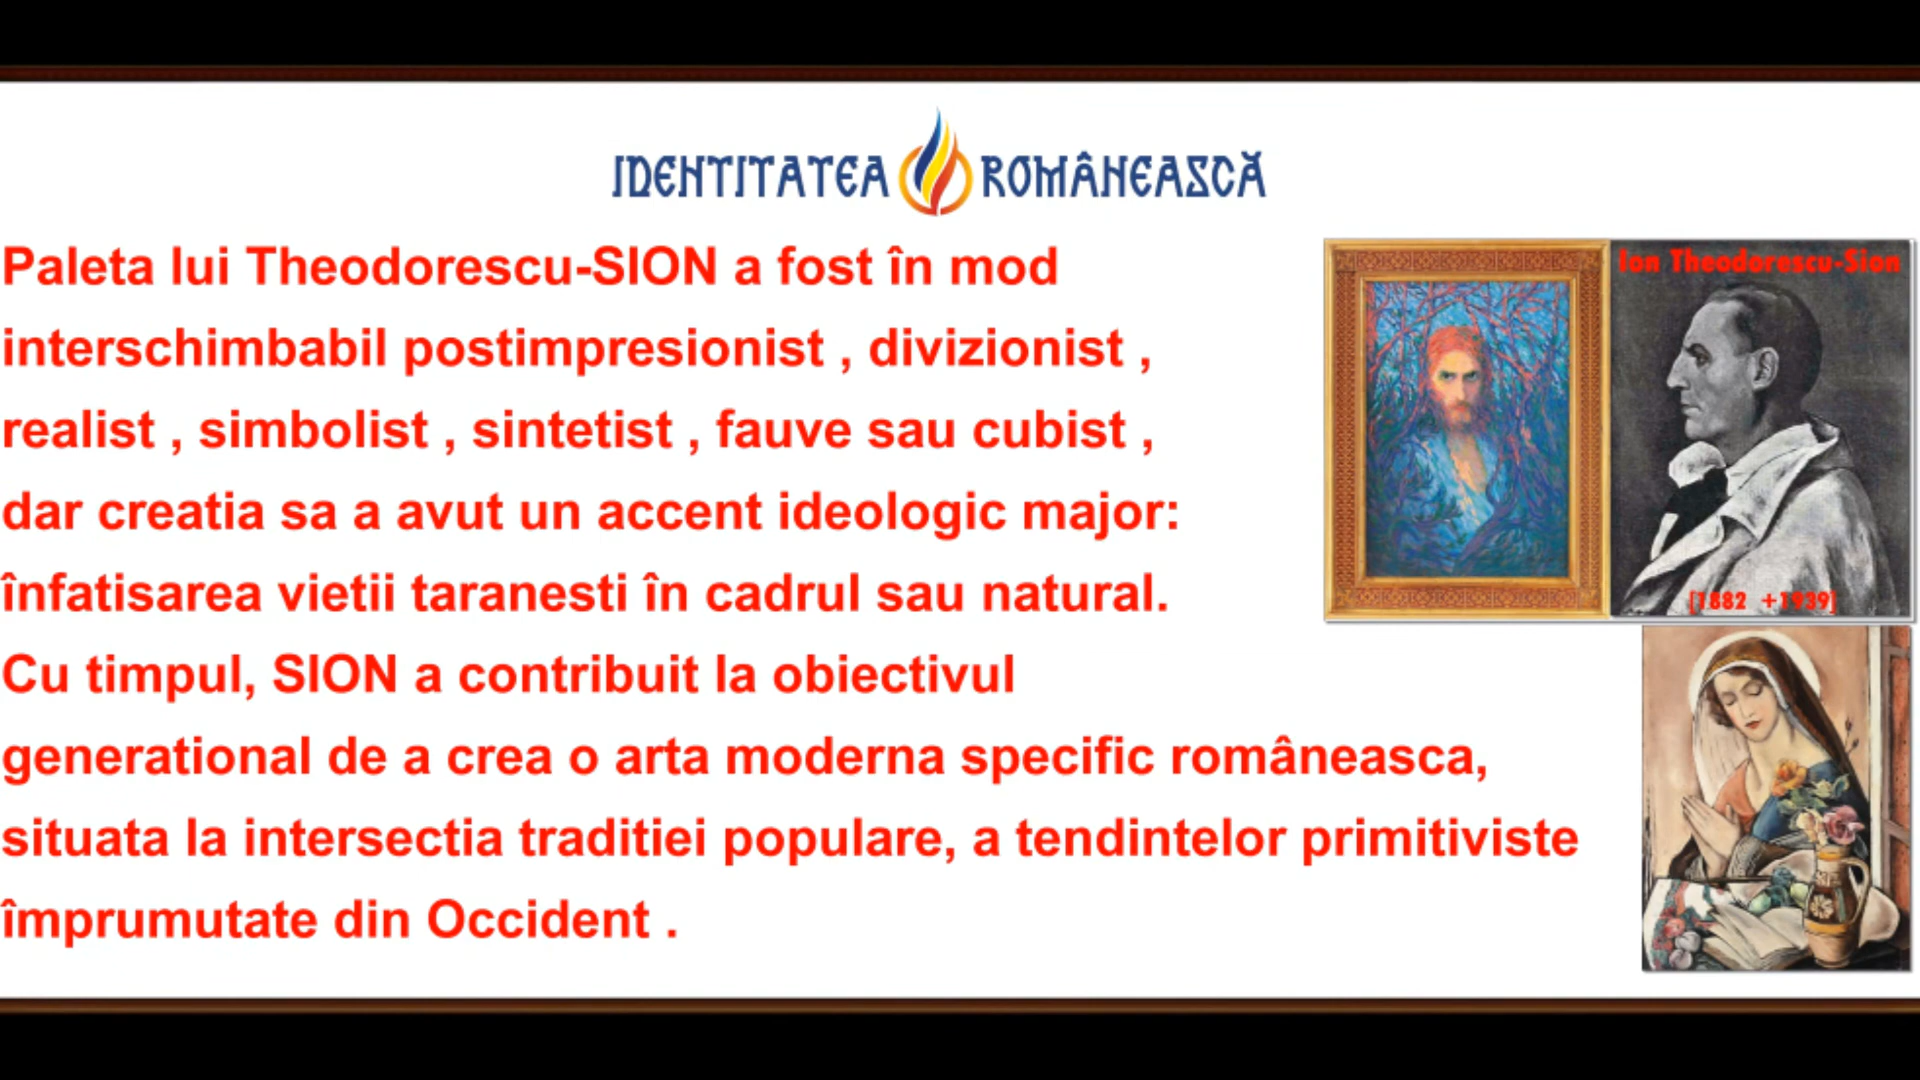 IDENTITATEA ROMÂNEASCĂ
Paleta lui Theodorescu-SION a fost în mod
interschimbabil postimpresionist , divizionist ,
realist , simbolist , sintetist , fauve sau cubist ,
dar creatia sa a avut un accent ideologic major:
înfatisarea vietii taranesti în cadrul sau natural.
Cu timpul, SION a contribuit la obiectivul
generational de a crea o arta moderna specific româneasca,
situata la intersectia traditiei populare, a tendintelor primitiviste
împrumutate din Occident .
Ion Theodorescu-Sion
[1882 +1939]